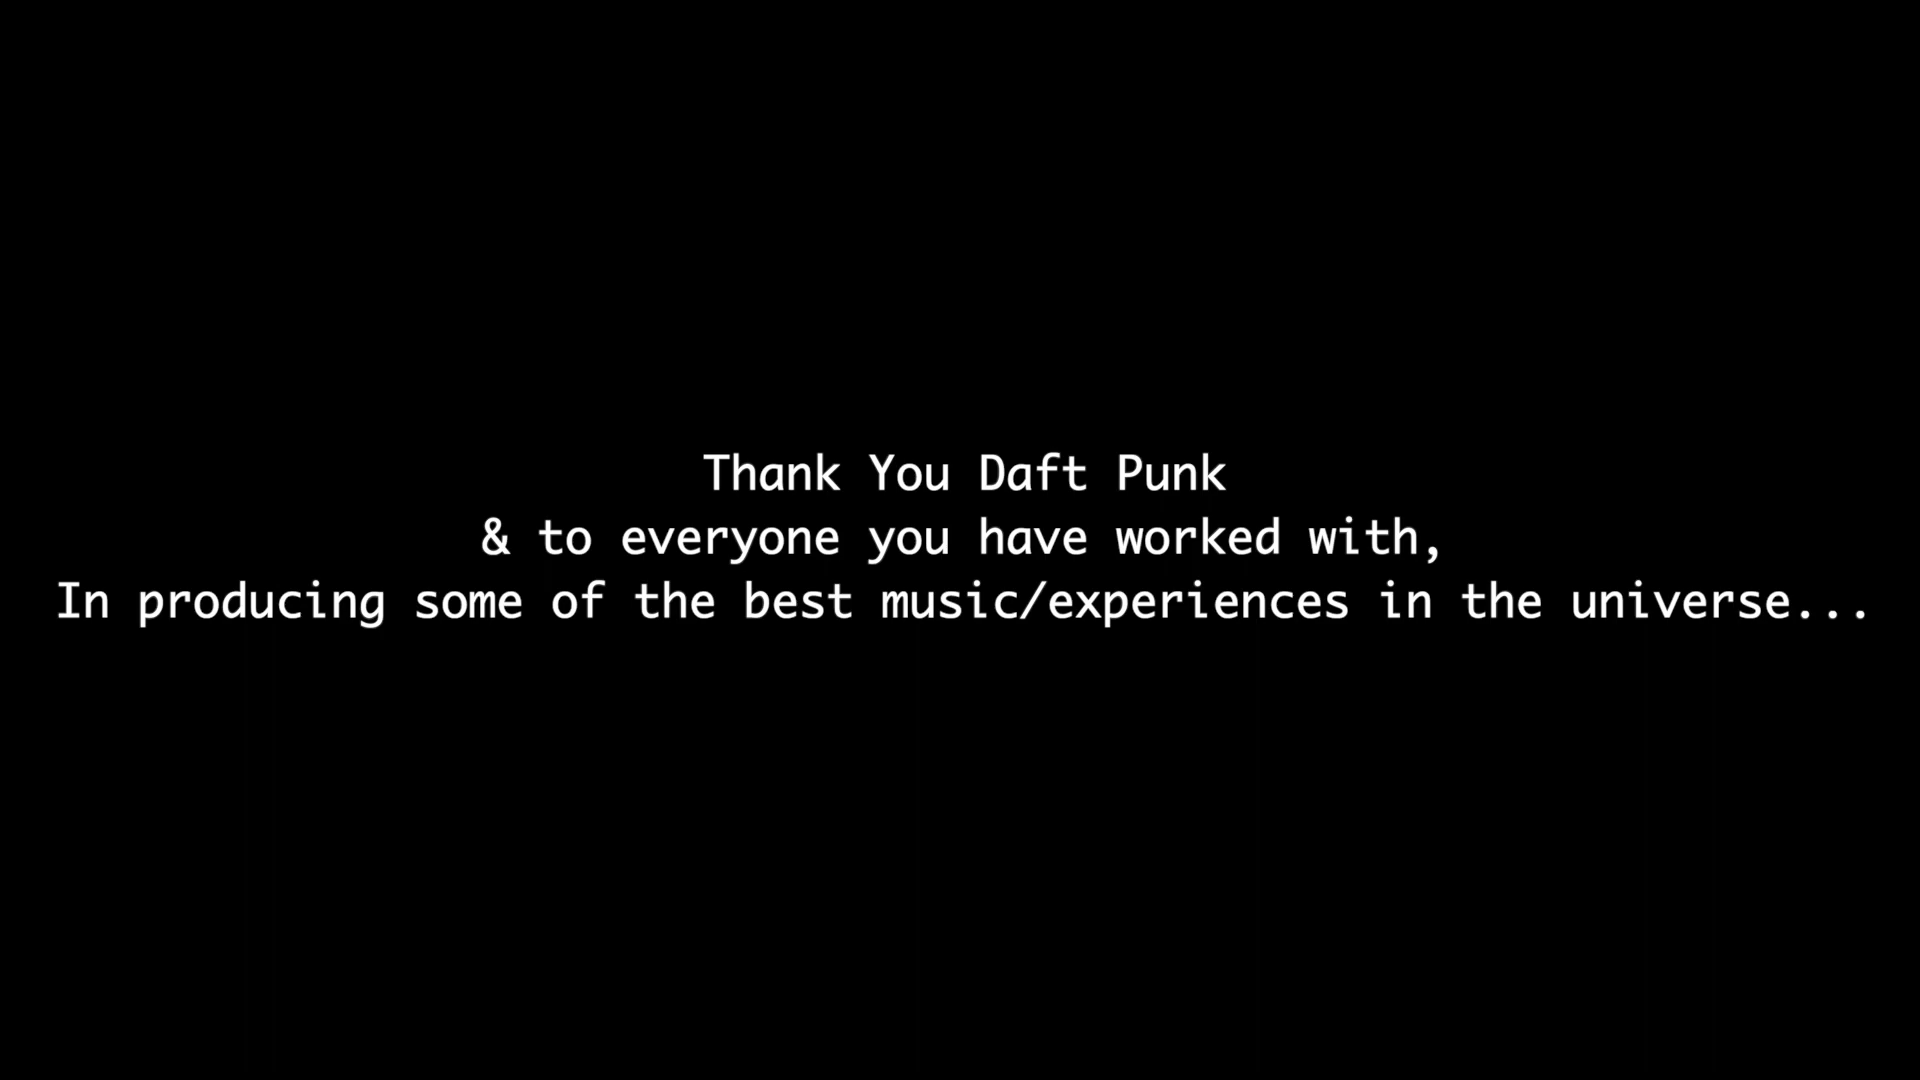 Thank You Daft Punk
& to everyone you have worked with,
In producing some of the best music/experiences in the universe...